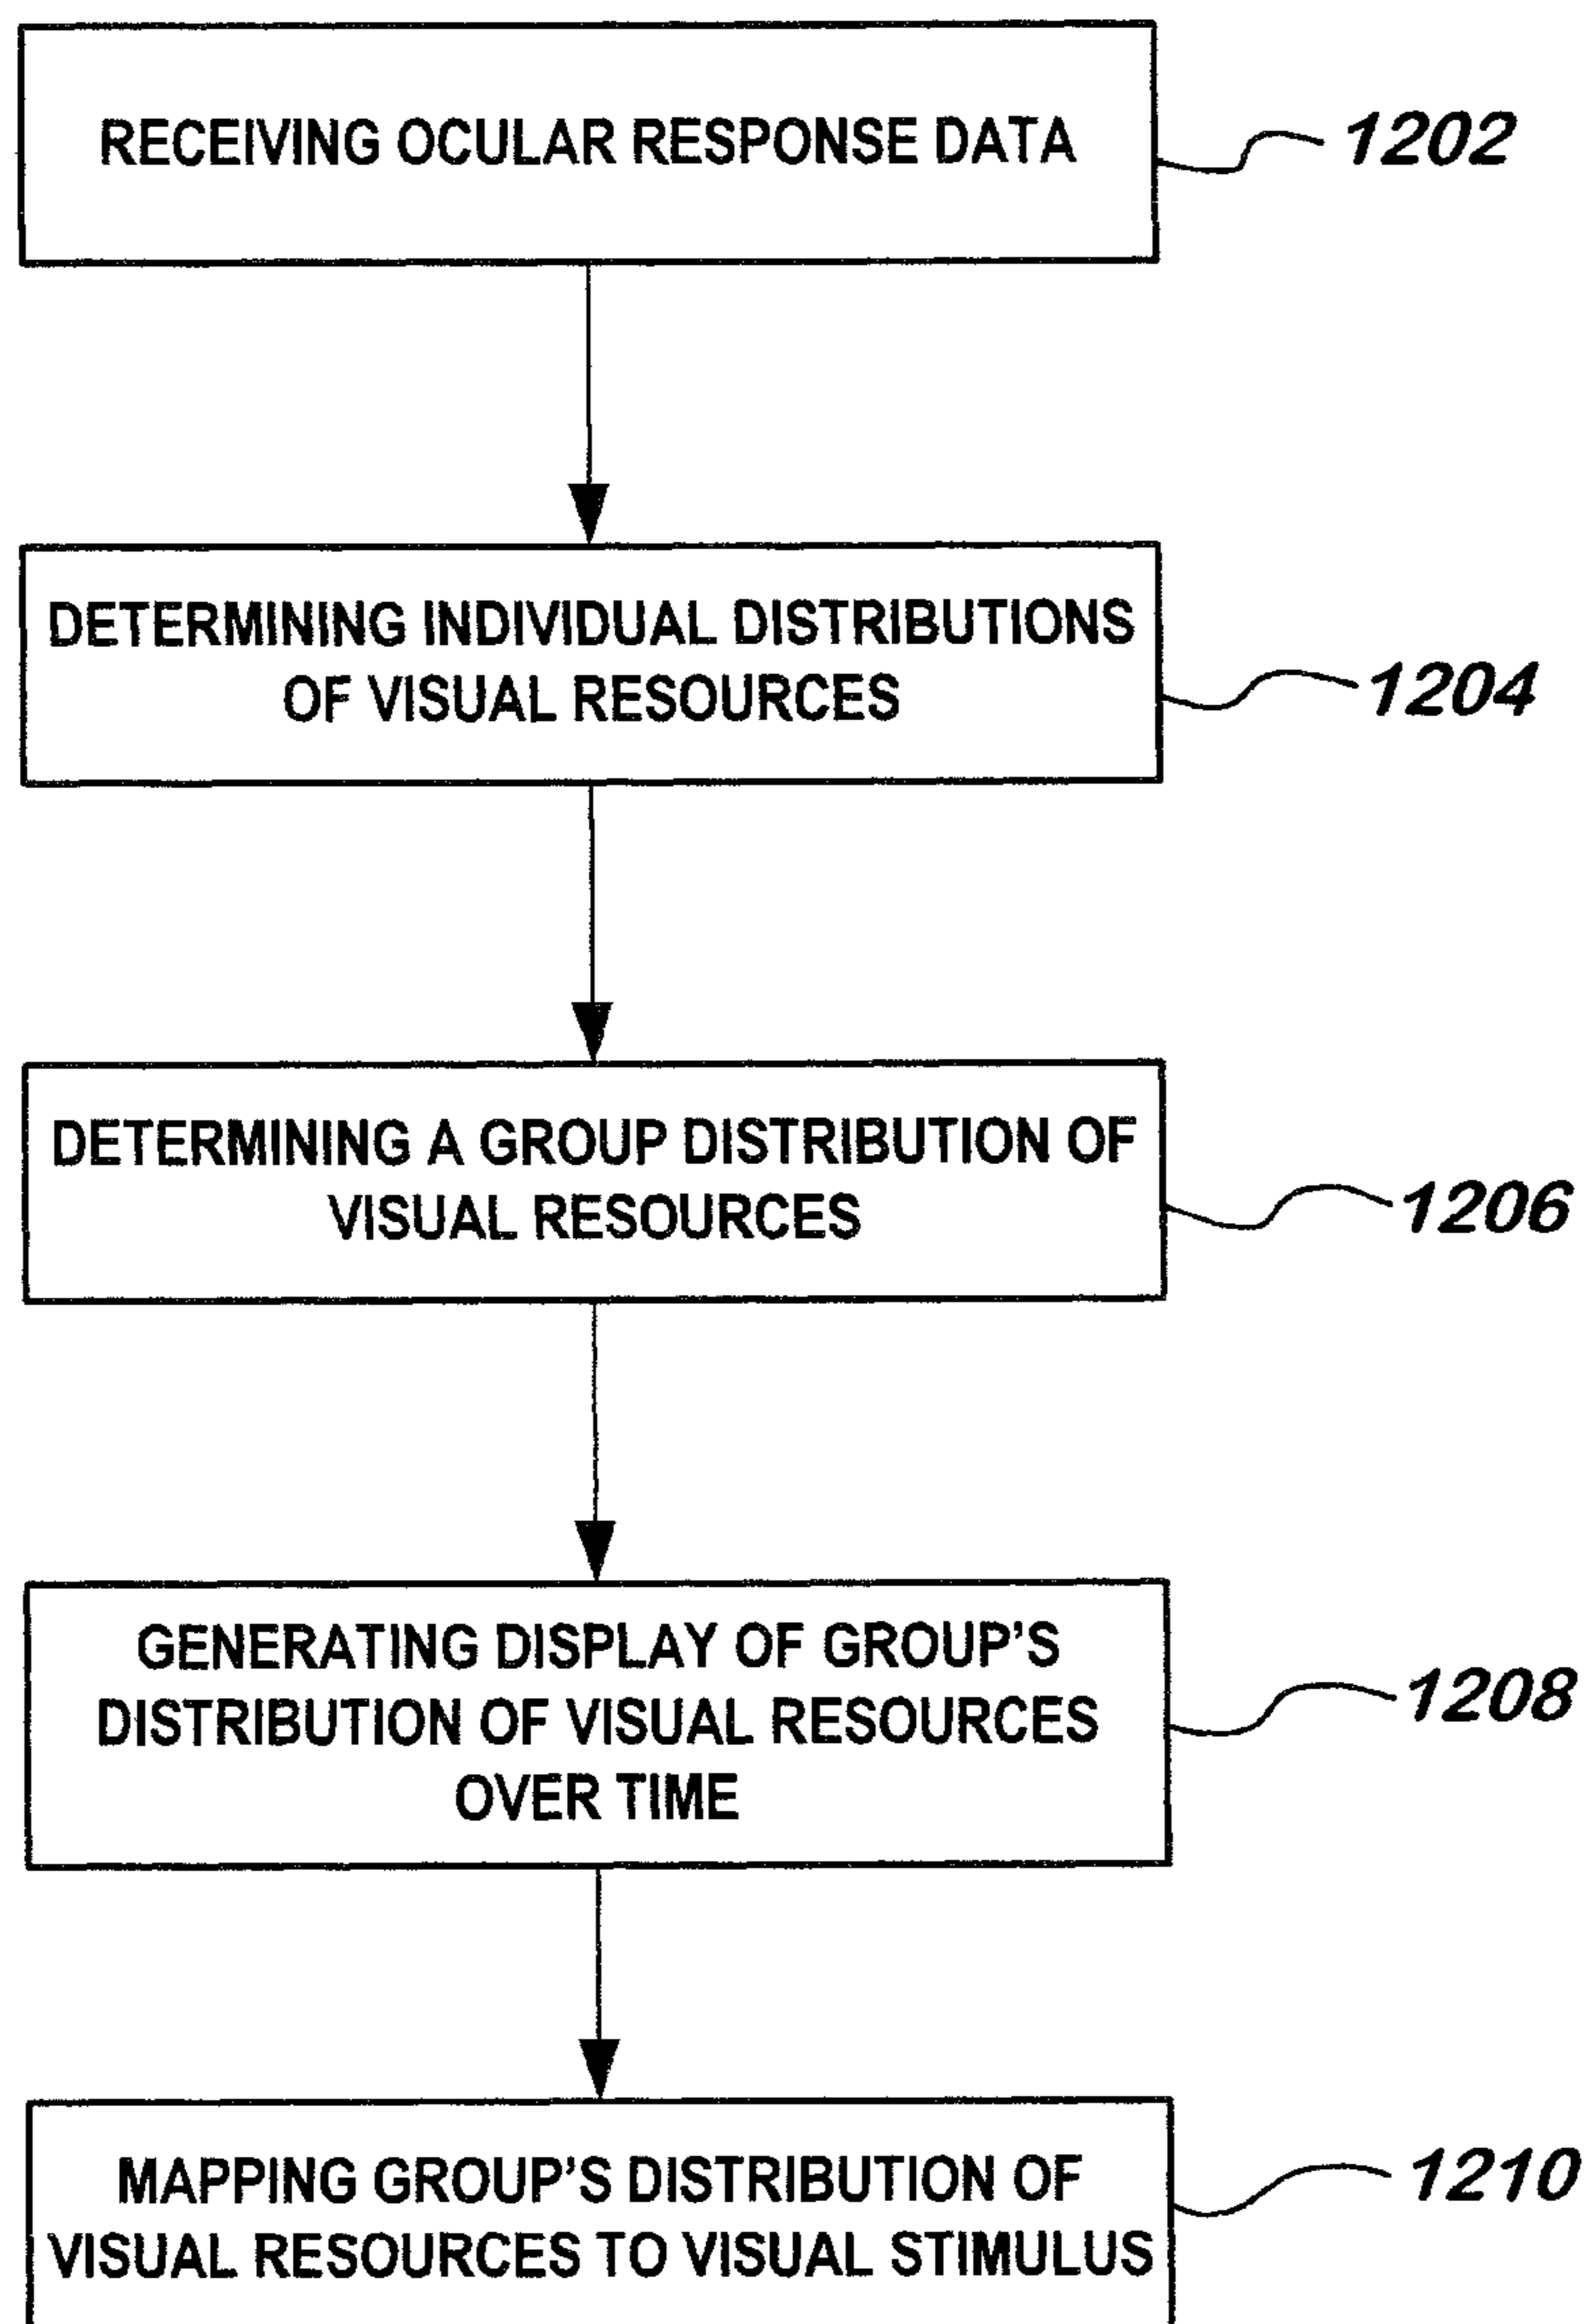 RECEIVING OCULAR RESPONSE DATA
1202
DETERMINING INDIVIDUAL DISTRIBUTIONS
OF VISUAL RESOURCES
1204
DETERMINING A GROUP DISTRIBUTION OF
VISUAL RESOURCES
1206
GENERATING DISPLAY OF GROUP'S
DISTRIBUTION OF VISUAL RESOURCES
OVER TIME
1208
MAPPING GROUP'S DISTRIBUTION OF
VISUAL RESOURCES TO VISUAL STIMULUS
1210